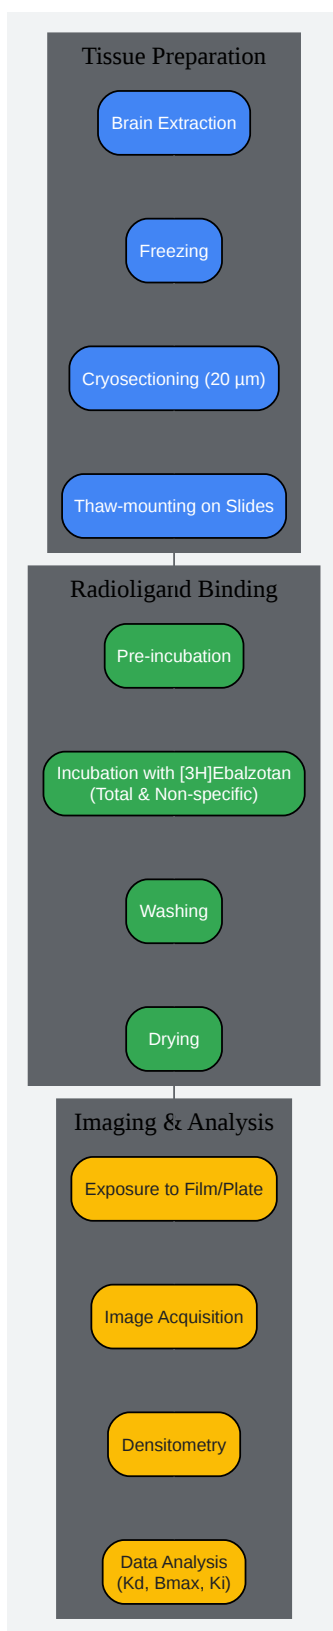 Tissue Preparation
Brain Extraction
Freezing
Cryosectioning (20 µm)
Thaw-mounting on Slides
Radioligand Binding
Pre-incubation
Incubation with [3H]Ebalzotan
(Total & Non-specific)
Washing
Drying
Imaging & Analysis
Exposure to Film/Plate
Image Acquisition
Densitometry
Data Analysis
(Kd, Bmax, Ki)